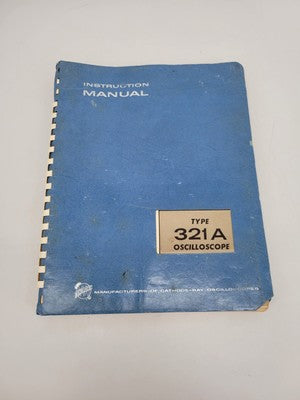 INSTRUCTION
MANUAL
TYPE
321A
OSCILLOSCOPE
MANUFACTURERS OF CATHODE-RAY OSCILLOSCOPES